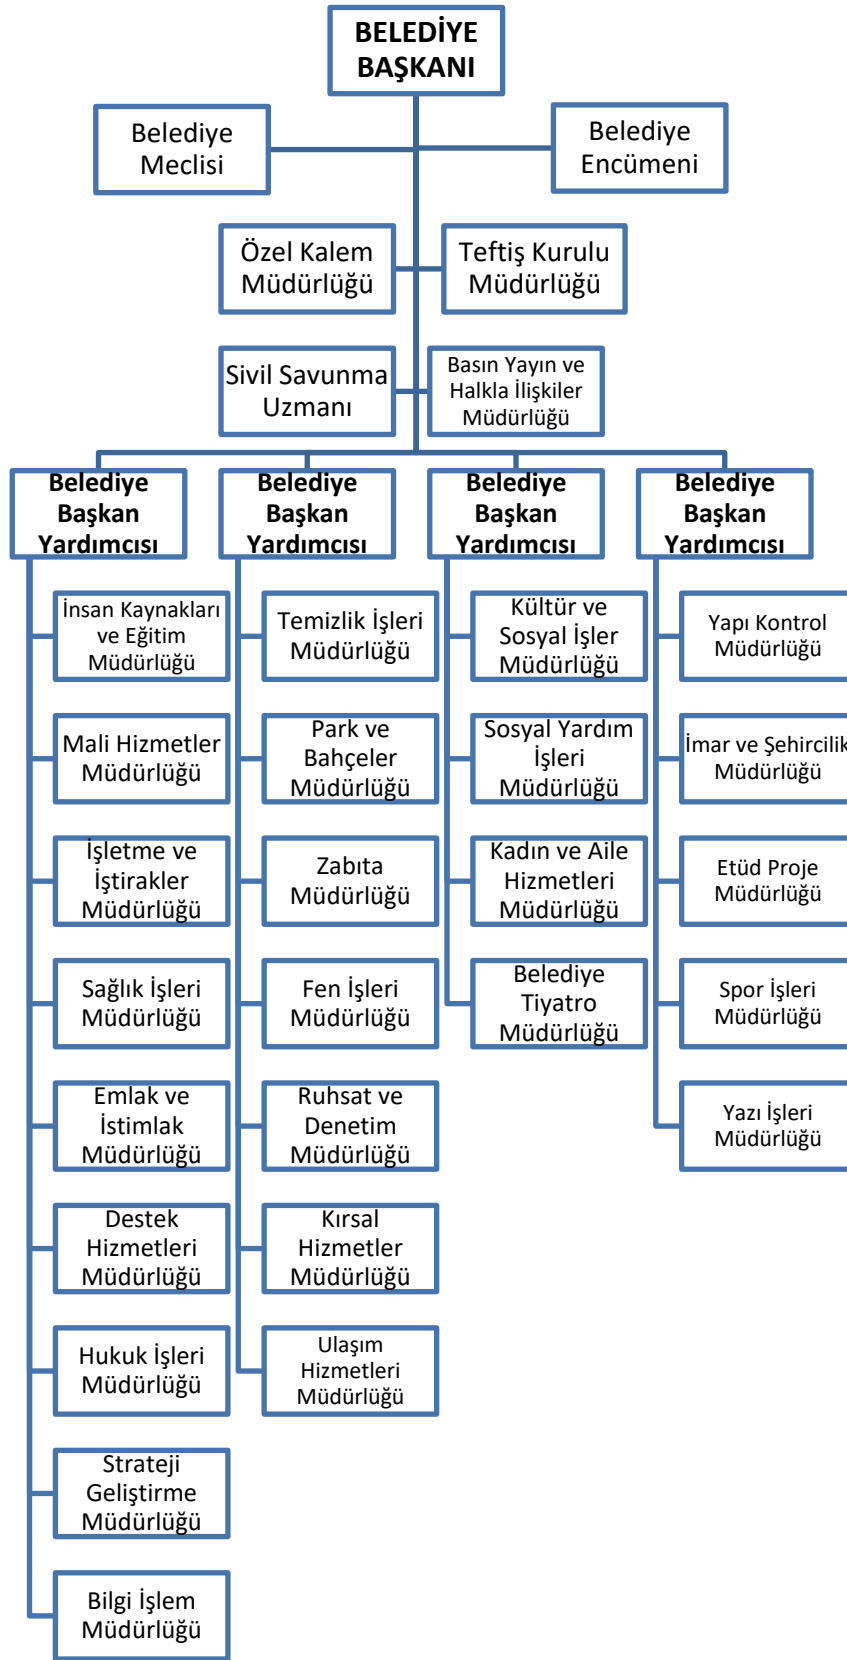 BELEDİYE
BAŞKANI
Belediye
Meclisi
Belediye
Encümeni
Özel Kalem
Müdürlüğü
Teftiş Kurulu
Müdürlüğü
Sivil Savunma
Uzmanı
Basın Yayın ve
Halkla İlişkiler
Müdürlüğü
Belediye
Başkan
Yardımcısı
İnsan Kaynakları
ve Eğitim
Müdürlüğü
Mali Hizmetler
Müdürlüğü
İşletme ve
İştirakler
Müdürlüğü
Sağlık İşleri
Müdürlüğü
Emlak ve
İstimlak
Müdürlüğü
Destek
Hizmetleri
Müdürlüğü
Hukuk İşleri
Müdürlüğü
Strateji
Geliştirme
Müdürlüğü
Bilgi İşlem
Müdürlüğü
Belediye
Başkan
Yardımcısı
Temizlik İşleri
Müdürlüğü
Park ve
Bahçeler
Müdürlüğü
Zabıta
Müdürlüğü
Fen İşleri
Müdürlüğü
Ruhsat ve
Denetim
Müdürlüğü
Kırsal
Hizmetler
Müdürlüğü
Ulaşım
Hizmetleri
Müdürlüğü
Belediye
Başkan
Yardımcısı
Kültür ve
Sosyal İşler
Müdürlüğü
Sosyal Yardım
İşleri
Müdürlüğü
Kadın ve Aile
Hizmetleri
Müdürlüğü
Belediye
Tiyatro
Müdürlüğü
Belediye
Başkan
Yardımcısı
Yapı Kontrol
Müdürlüğü
İmar ve Şehircilik
Müdürlüğü
Etüd Proje
Müdürlüğü
Spor İşleri
Müdürlüğü
Yazı İşleri
Müdürlüğü